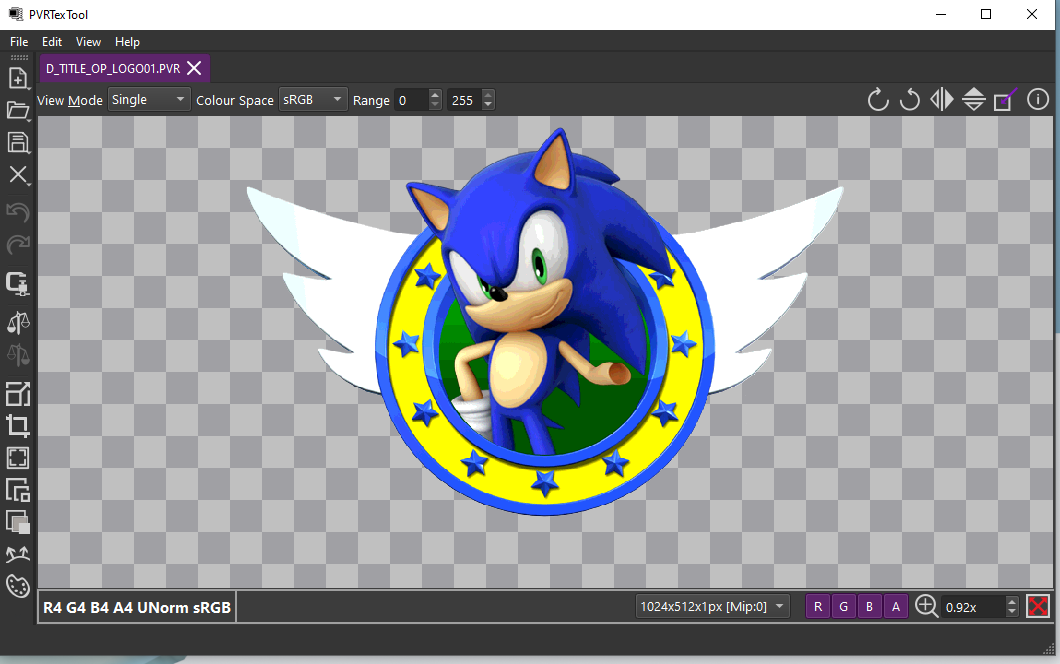 PVRTexTool
File Edit View Help
D_TITLE_OP_LOGO01.PVR
View Mode Single Colour Space sRGB Range 0 255
R4 G4 B4 A4 UNorm sRGB
1024x512x1px [Mip:0] R G B A 0.92x